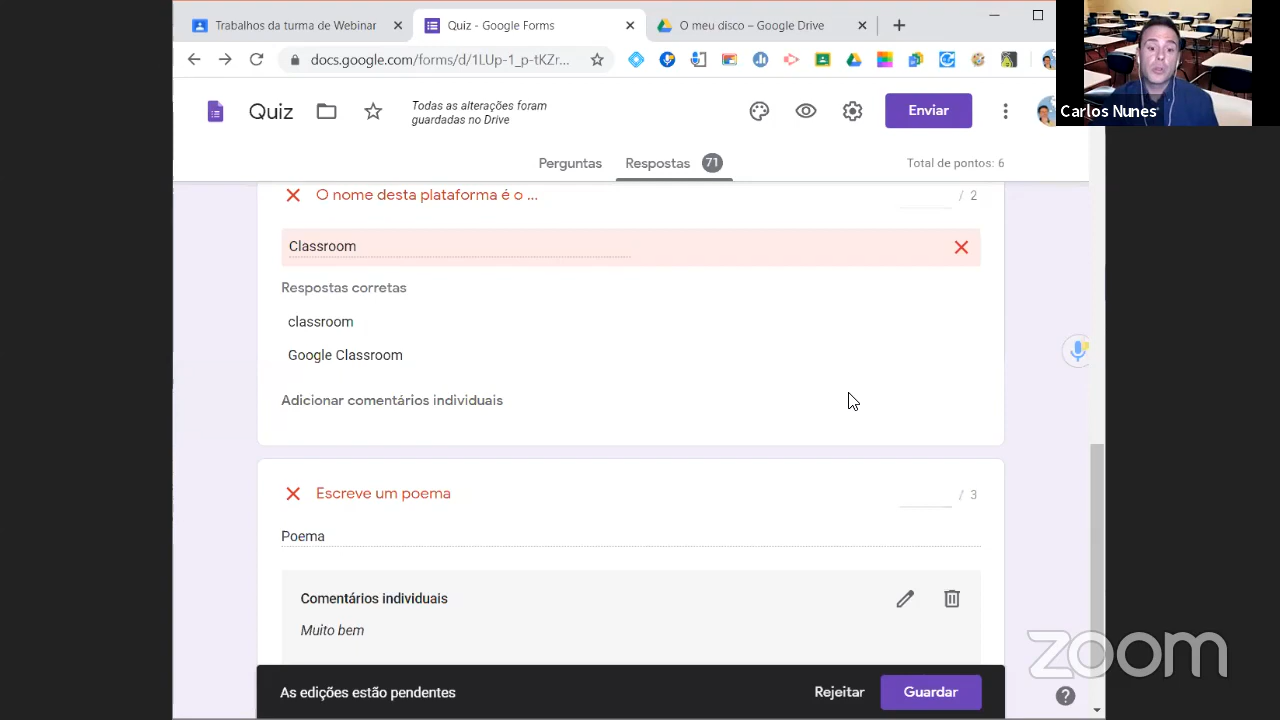 Trabalhos da turma de Webinar
Quiz - Google Forms
O meu disco – Google Drive
docs.google.com/forms/d/1LUp-1_p-tKZr...
Carlos Nunes
Quiz
Todas as alterações foram
guardadas no Drive
Enviar
Perguntas
Respostas 71
Total de pontos: 6
O nome desta plataforma é o ...
/ 2
Classroom
Respostas corretas
classroom
Google Classroom
Adicionar comentários individuais
Escreve um poema
/ 3
Poema
Comentários individuais
Muito bem
As edições estão pendentes
Rejeitar
Guardar
zoom